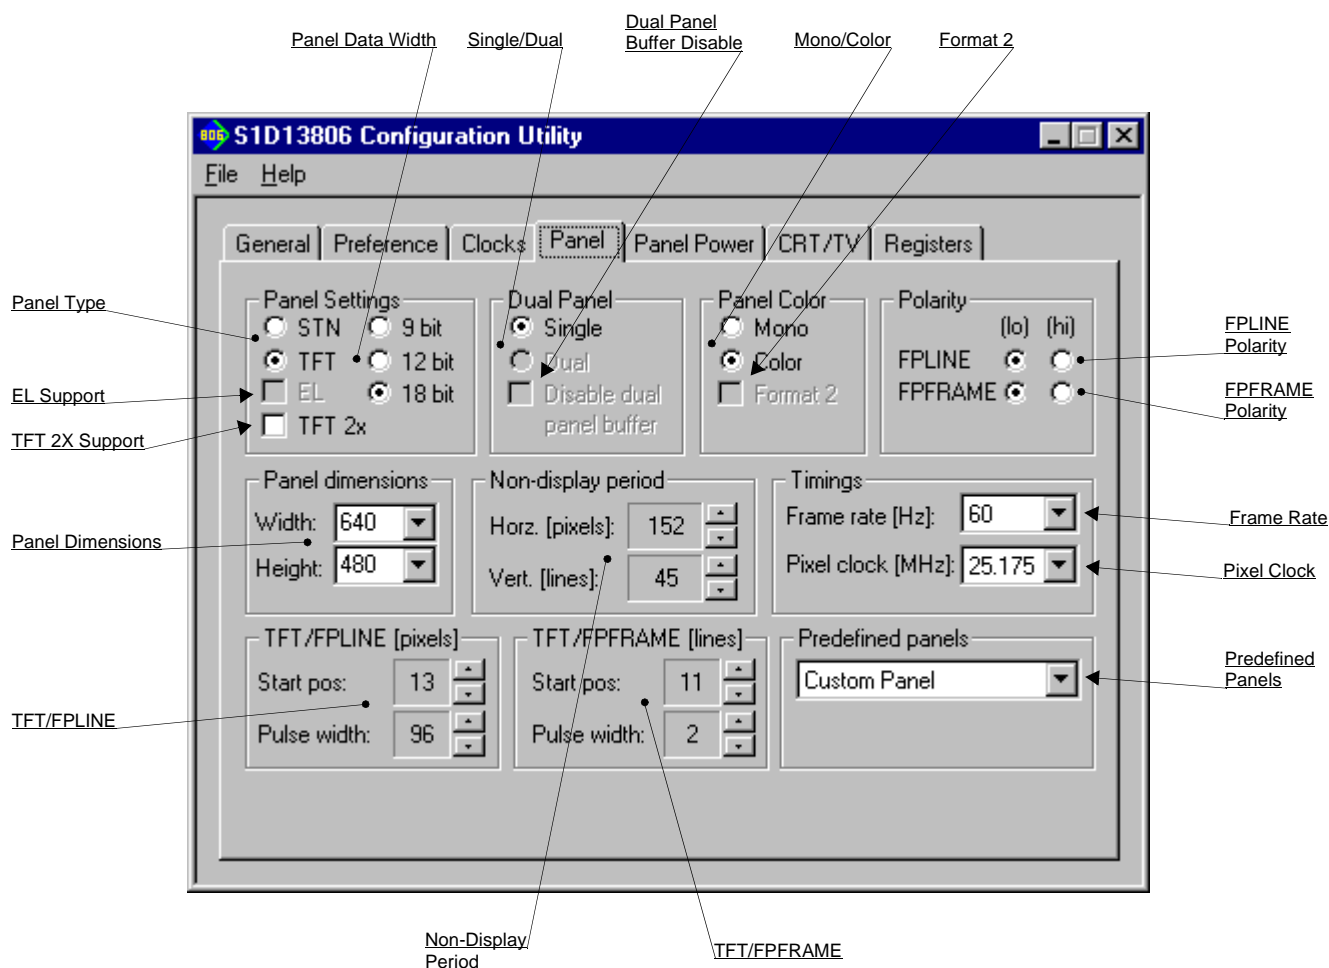 Dual Panel
Buffer Disable
Panel Data Width
Single/Dual
Mono/Color
Format 2
806 S1D13806 Configuration Utility
File Help
General Preference Clocks Panel Panel Power CRT/TV Registers
Panel Type
EL Support
TFT 2X Support
Panel Settings
STN 9 bit
TFT 12 bit
EL 18 bit
TFT 2x
Dual Panel
Single
Dual
Disable dual
panel buffer
Panel Color
Mono
Color
Format 2
Polarity
(lo) (hi)
FPLINE
FPFRAME
FPLINE
Polarity
FPFRAME
Polarity
Panel Dimensions
Panel dimensions
Width: 640
Height: 480
Non-display period
Horz. [pixels]: 152
Vert. [lines]: 45
Timings
Frame rate [Hz]: 60
Pixel clock [MHz]: 25.175
Frame Rate
Pixel Clock
TFT/FPLINE
TFT/FPLINE [pixels]
Start pos: 13
Pulse width: 96
TFT/FPFRAME [lines]
Start pos: 11
Pulse width: 2
Predefined panels
Custom Panel
Predefined
Panels
Non-Display
Period
TFT/FPFRAME